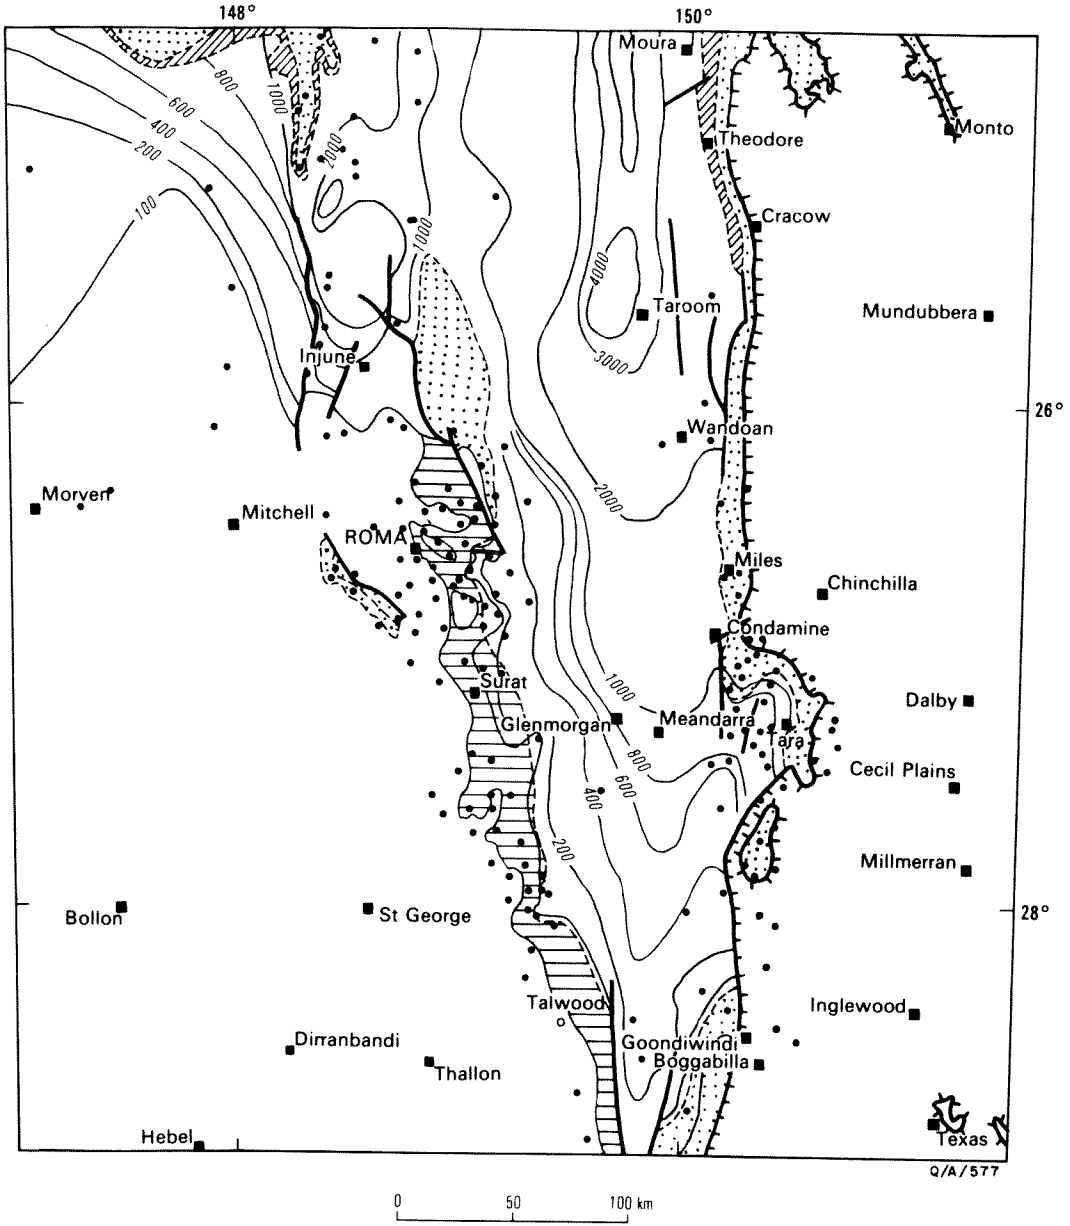 148° 150°
Moura
800
1000
600
400
200
2000
Monto
Theodore
100
Cracow
1000
4000
Taroom
Mundubbera
3000
Injune
26°
Wandoan
Morven
2000
Mitchell
ROMA
Miles
Chinchilla
Condamine
Surat
1000
Dalby
Glenmorgan
Meandarra
Tara
800
Cecil Plains
600
400
200
Millmerran
Bollon
St George
28°
Talwood
Inglewood
Dirranbandi
Goondiwindi
Boggabilla
Thallon
Hebel
Texas
Q/A/577
0 50 100 km